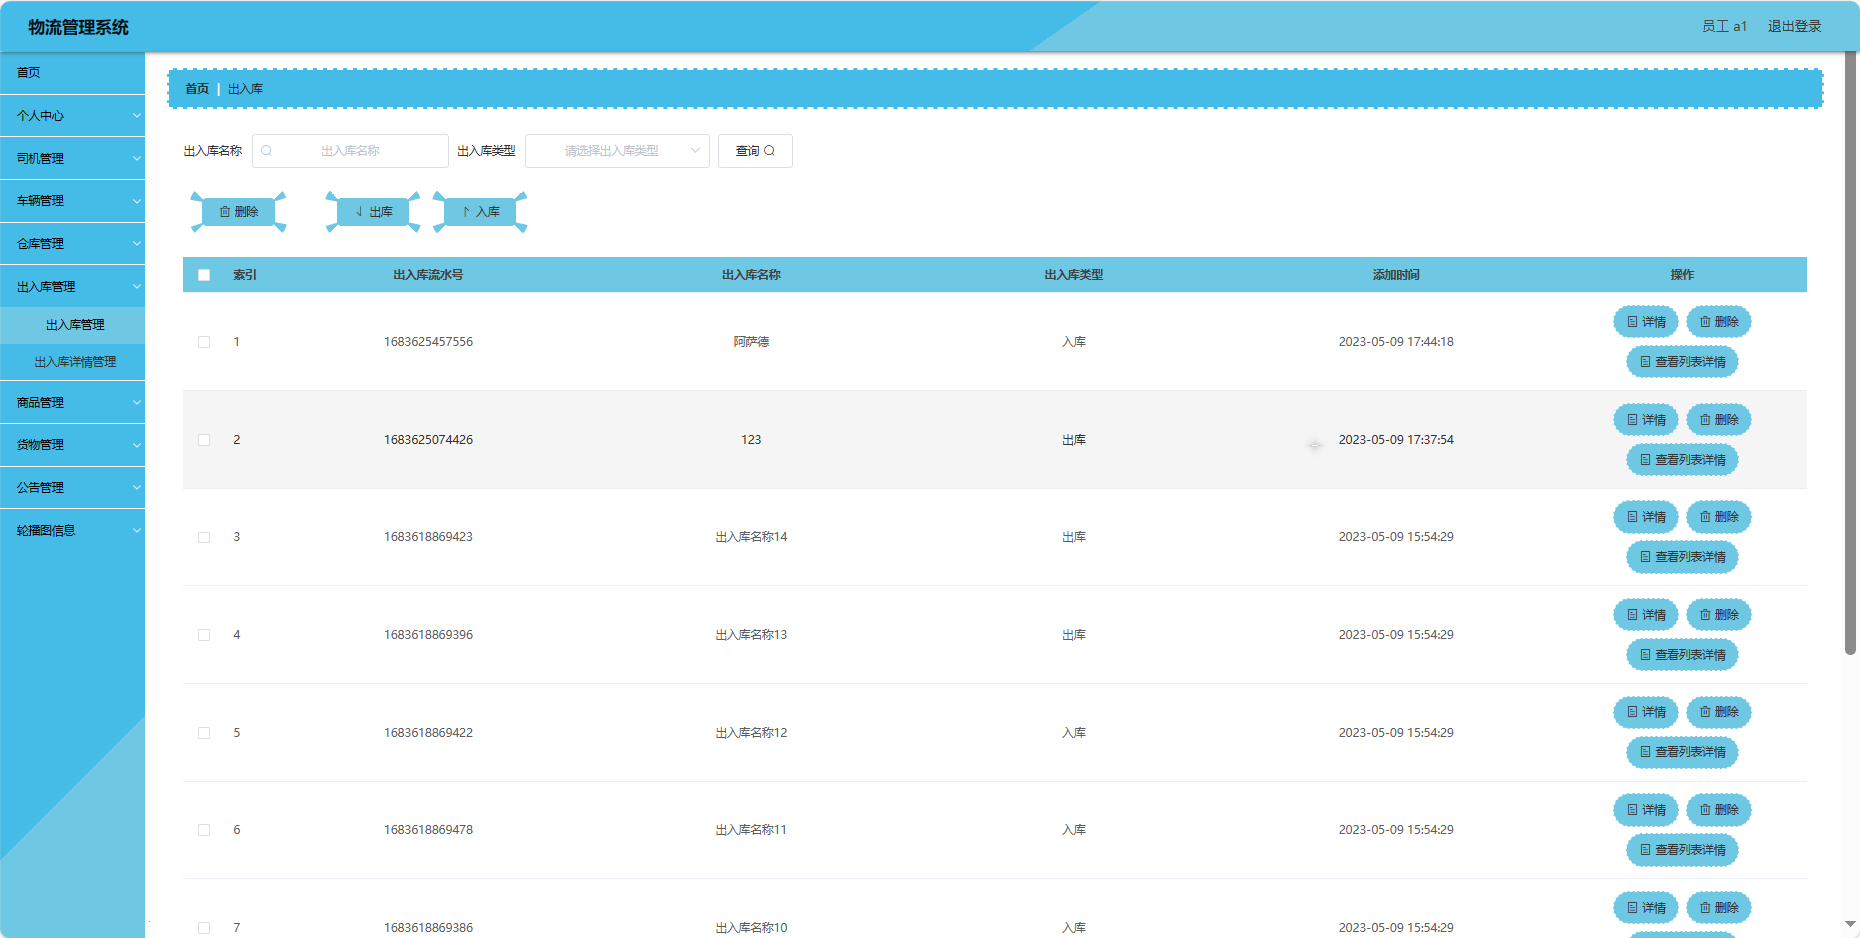 物流管理系统
员工 a1 退出登录
首页
个人中心
司机管理
车辆管理
仓库管理
出入库管理
出入库管理
出入库详情管理
商品管理
货物管理
公告管理
轮播图信息
首页 | 出入库
出入库名称 出入库名称 出入库类型 请选择出入库类型 查询
删除 出库 入库
索引 出入库流水号 出入库名称 出入库类型 添加时间 操作
1 1683625457556 阿萨德 入库 2023-05-09 17:44:18 详情 删除
查看列表详情
2 1683625074426 123 出库 2023-05-09 17:37:54 详情 删除
查看列表详情
3 1683618869423 出入库名称14 出库 2023-05-09 15:54:29 详情 删除
查看列表详情
4 1683618869396 出入库名称13 出库 2023-05-09 15:54:29 详情 删除
查看列表详情
5 1683618869422 出入库名称12 入库 2023-05-09 15:54:29 详情 删除
查看列表详情
6 1683618869478 出入库名称11 入库 2023-05-09 15:54:29 详情 删除
查看列表详情
7 1683618869386 出入库名称10 入库 2023-05-09 15:54:29 详情 删除